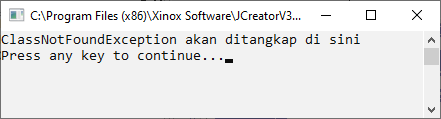 C:\Program Files (x86)\Xinox Software\JCreatorV3...
ClassNotFoundException akan ditangkap di sini
Press any key to continue...